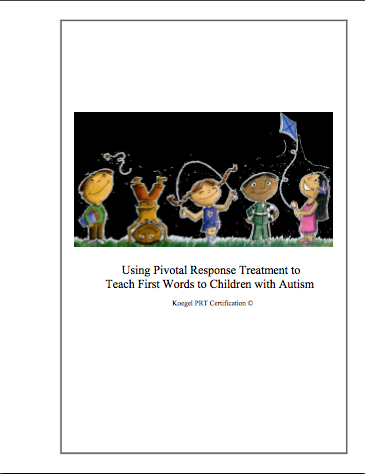 Using Pivotal Response Treatment to
Teach First Words to Children with Autism
Koegel PRT Certification ©